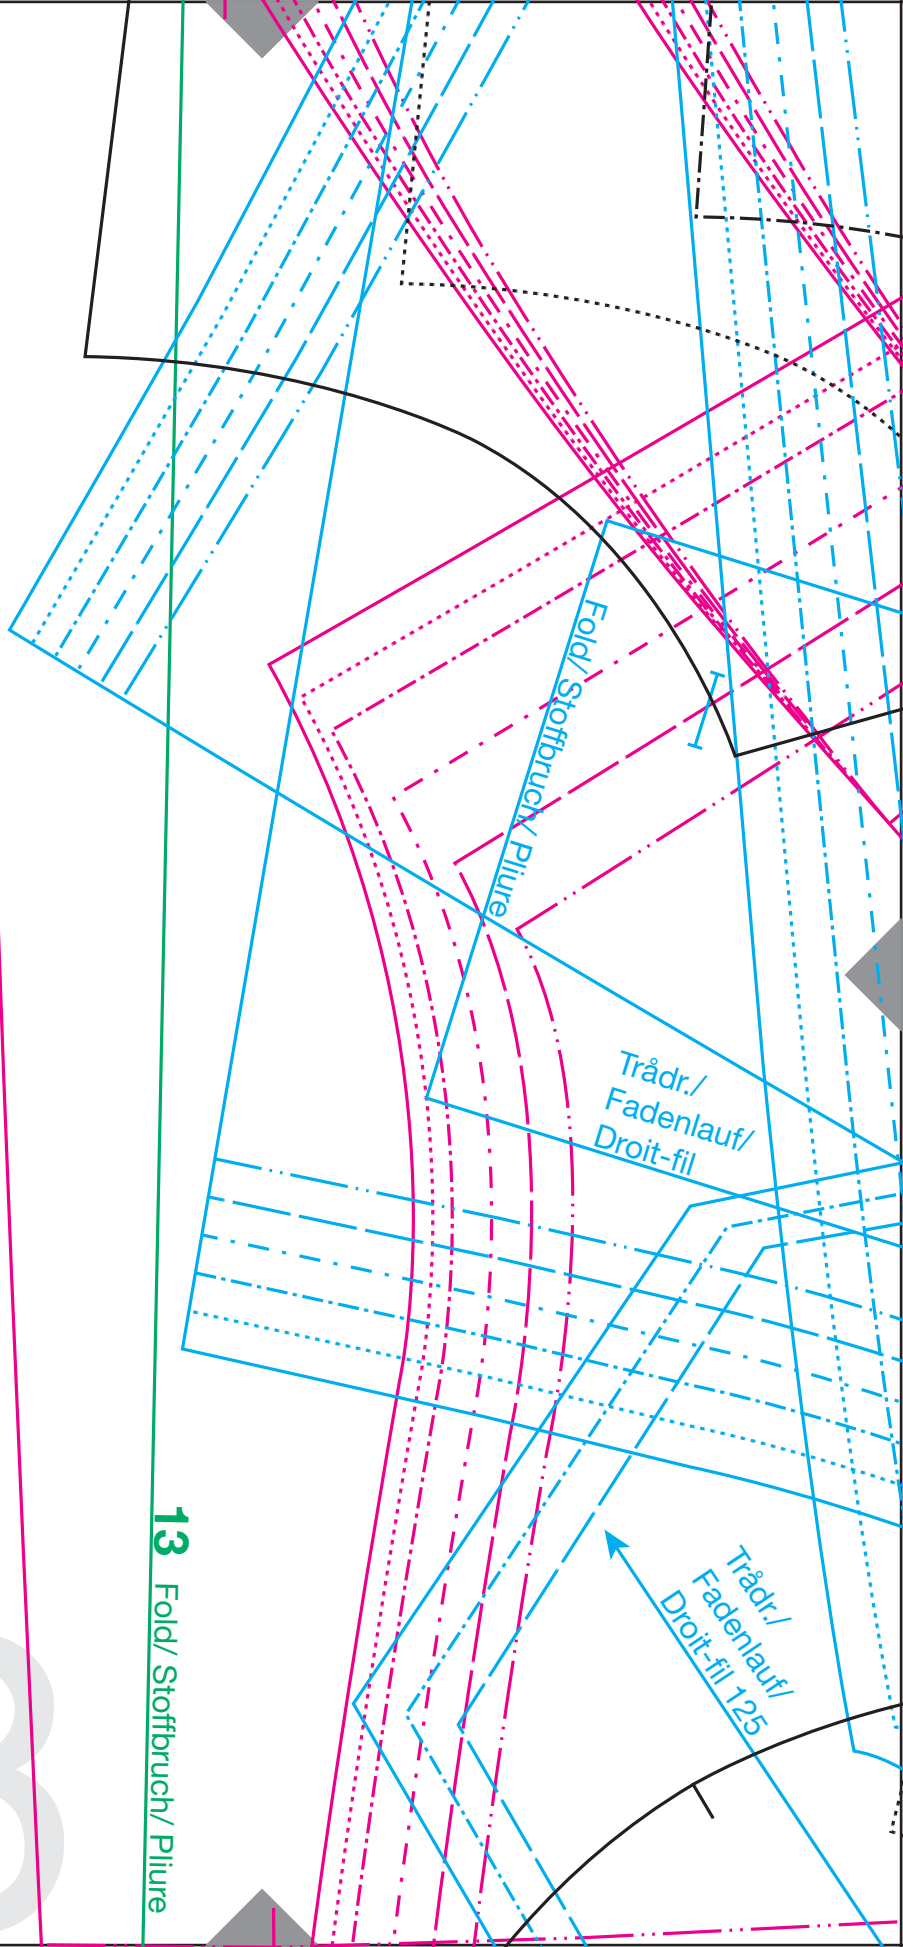 Fold/ Stoffbruch/ Pliure
Trådr./
Fadenlauf/
Droit-fil
13 Fold/ Stoffbruch/ Pliure
Trådr./
Fadenlauf/
Droit-fil 125